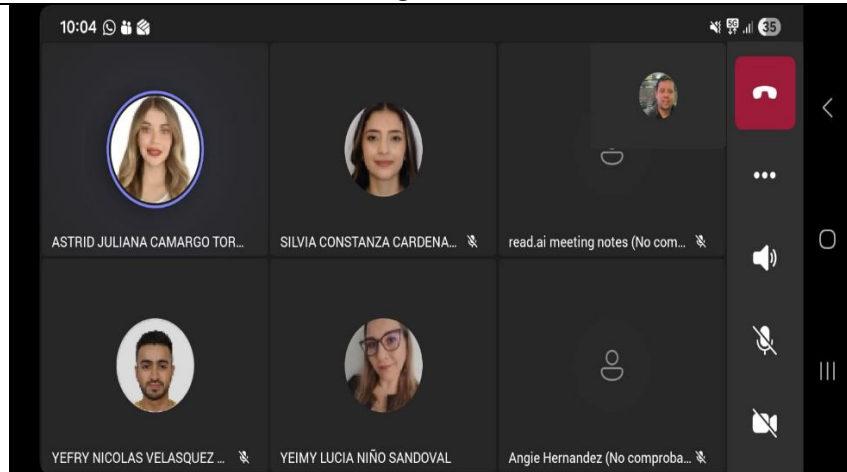 10:04
5G 35
ASTRID JULIANA CAMARGO TOR...
SILVIA CONSTANZA CARDENA...
read.ai meeting notes (No com...
YEFRY NICOLAS VELASQUEZ ...
YEIMY LUCIA NIÑO SANDOVAL
Angie Hernandez (No comproba...